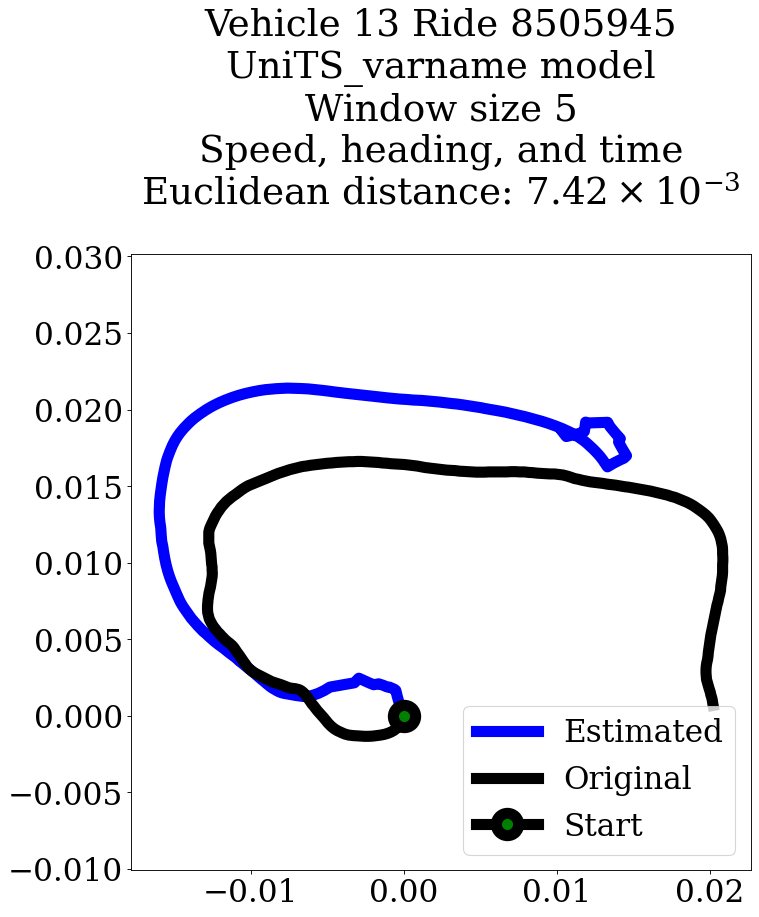 Vehicle 13 Ride 8505945
UniTS_varname model
Window size 5
Speed, heading, and time
Euclidean distance: 7.42 × 10⁻³
0.030
0.025
0.020
0.015
0.010
0.005
0.000
−0.005
−0.010
−0.01 0.00 0.01 0.02
Estimated
Original
Start